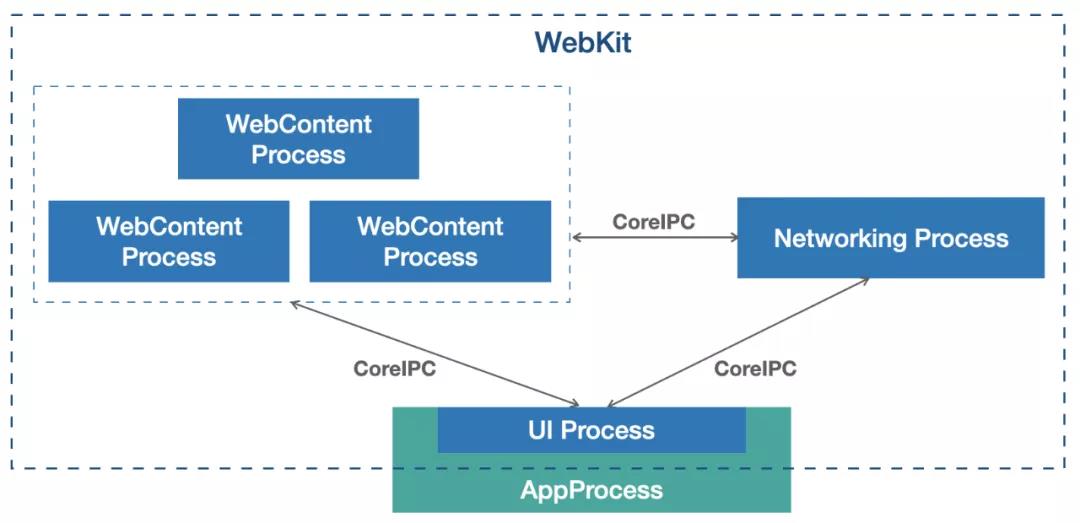 WebKit
WebContent
Process
WebContent
Process
WebContent
Process
CoreIPC
Networking Process
CoreIPC
CoreIPC
UI Process
AppProcess